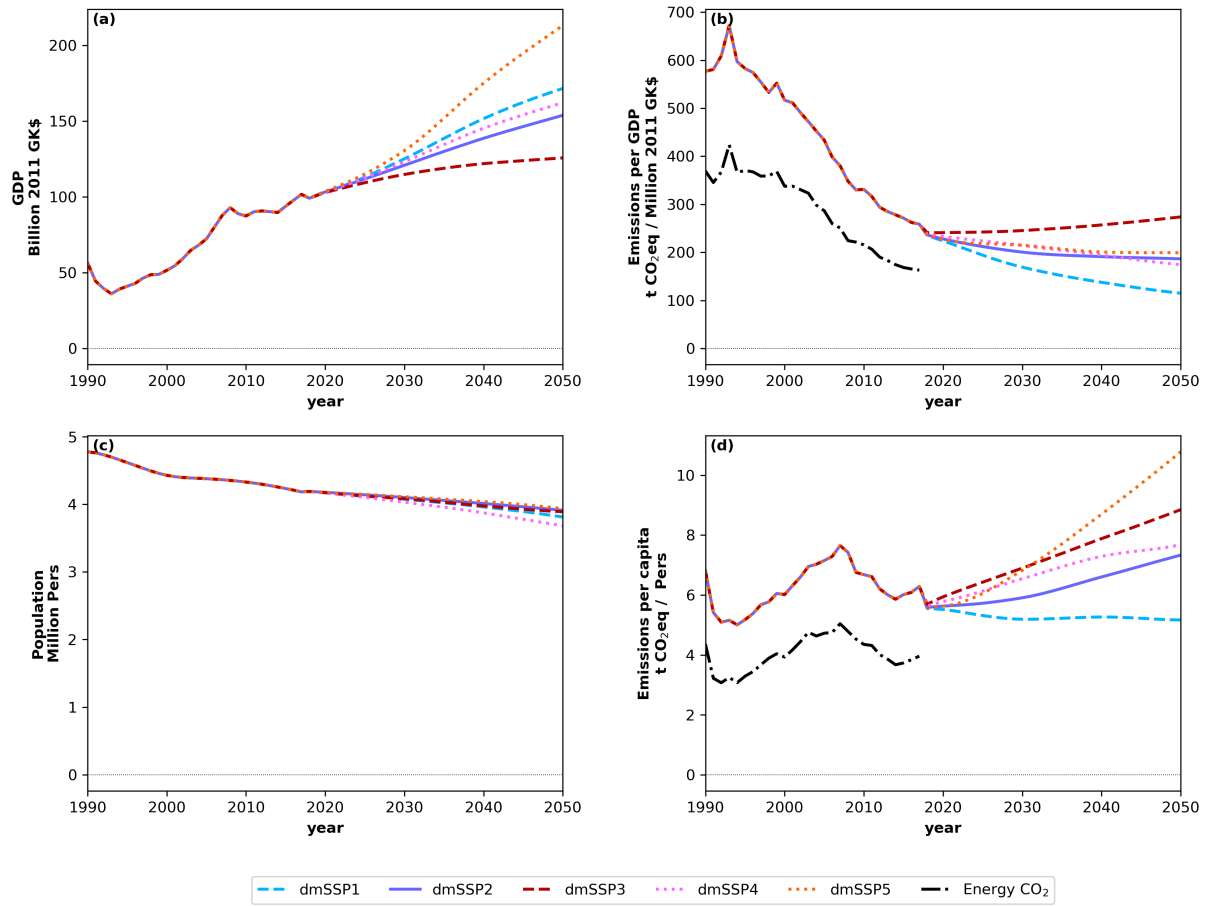 (a)
GDP
Billion 2011 GK$
200
150
100
50
0
1990 2000 2010 2020 2030 2040 2050
year
(b)
Emissions per GDP
t CO₂eq / Million 2011 GK$
700
600
500
400
300
200
100
0
1990 2000 2010 2020 2030 2040 2050
year
(c)
Population
Million Pers
5
4
3
2
1
0
1990 2000 2010 2020 2030 2040 2050
year
(d)
Emissions per capita
t CO₂eq / Pers
10
8
6
4
2
0
1990 2000 2010 2020 2030 2040 2050
year
dmSSP1 dmSSP2 dmSSP3 dmSSP4 dmSSP5 Energy CO₂